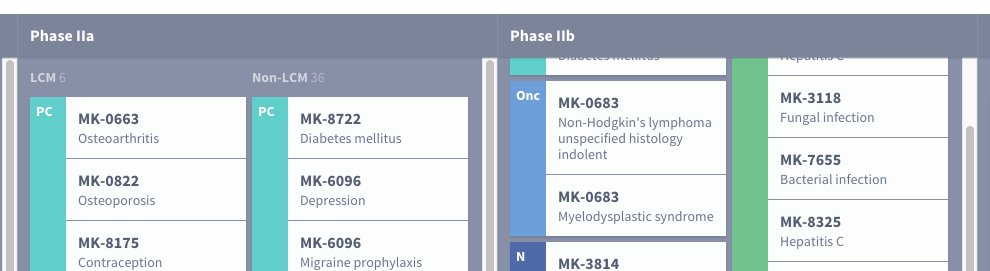 Phase IIa
LCM 6
PC
MK-0663
Osteoarthritis
MK-0822
Osteoporosis
MK-8175
Contraception
Non-LCM 36
PC
MK-8722
Diabetes mellitus
MK-6096
Depression
MK-6096
Migraine prophylaxis
Phase IIb
Diabetes mellitus
Onc
MK-0683
Non-Hodgkin's lymphoma
unspecified histology
indolent
MK-0683
Myelodysplastic syndrome
N
MK-3814
Hepatitis C
MK-3118
Fungal infection
MK-7655
Bacterial infection
MK-8325
Hepatitis C